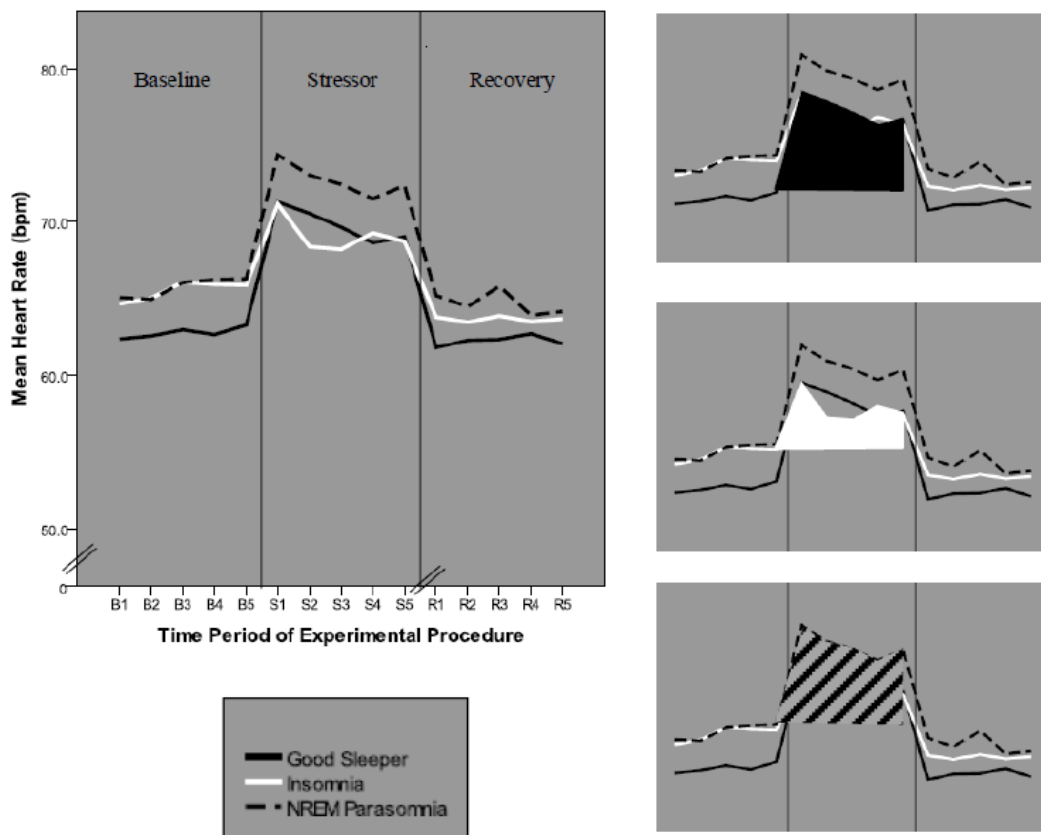 Baseline Stressor Recovery
80.0
70.0
60.0
50.0
0
Mean Heart Rate (bpm)
B1 B2 B3 B4 B5 S1 S2 S3 S4 S5 R1 R2 R3 R4 R5
Time Period of Experimental Procedure
Good Sleeper
Insomnia
NREM Parasomnia